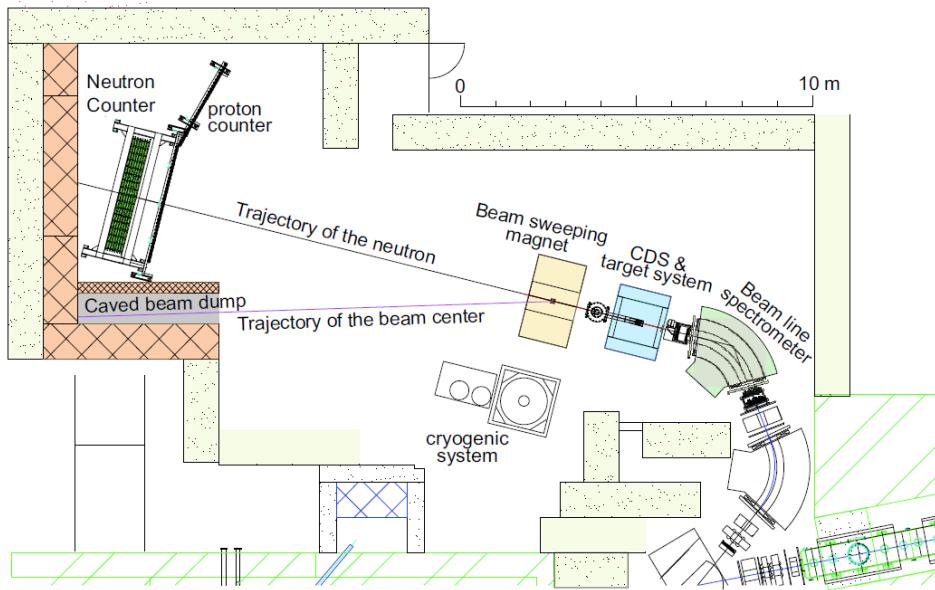 Neutron
Counter
proton
counter
0
10 m
Trajectory of the neutron
Beam sweeping
magnet
CDS &
target system
Beam line
spectrometer
Caved beam dump
Trajectory of the beam center
cryogenic
system